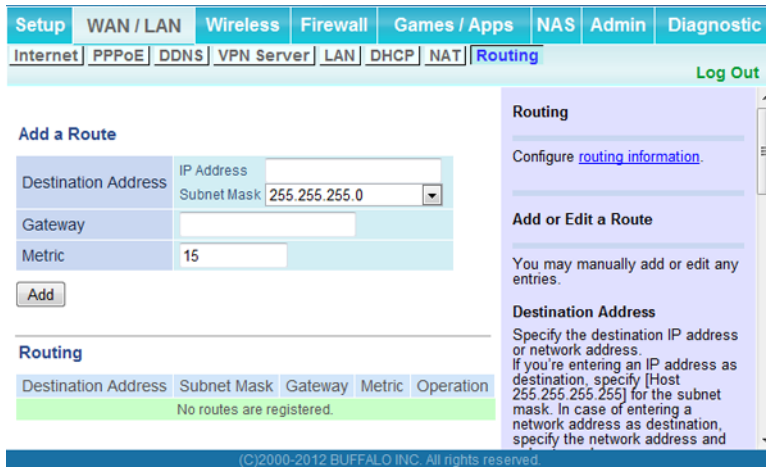 Setup WAN / LAN Wireless Firewall Games / Apps NAS Admin Diagnostic
Internet PPPoE DDNS VPN Server LAN DHCP NAT Routing
Log Out
Add a Route
Destination Address
IP Address
Subnet Mask 255.255.255.0
Gateway
Metric 15
Add
Routing
Destination Address Subnet Mask Gateway Metric Operation
No routes are registered.
Routing
Configure routing information.
Add or Edit a Route
You may manually add or edit any
entries.
Destination Address
Specify the destination IP address
or network address.
If you're entering an IP address as
destination, specify [Host
255.255.255.255] for the subnet
mask. In case of entering a
network address as destination,
specify the network address and
(C)2000-2012 BUFFALO INC. All rights reserved.